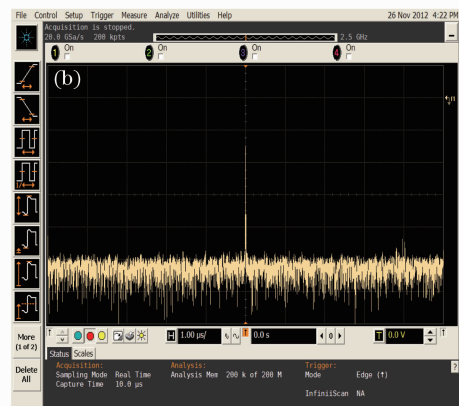 File Control Setup Trigger Measure Analyze Utilities Help 26 Nov 2012 4:22 PM
Acquisition is stopped.
20.0 GSa/s 200 kpts 2.5 GHz
1 On 2 On 3 On 4 On
(b)
More
(1 of 2)
Delete
All
H 1.00 µs/ 0.0 s 0 T 0.0 V
Status Scales
Acquisition: Analysis: Trigger:
Sampling Mode Real Time Analysis Mem 200 k of 200 M Mode Edge (↑)
Capture Time 10.0 µs
InfiniiScan NA
?